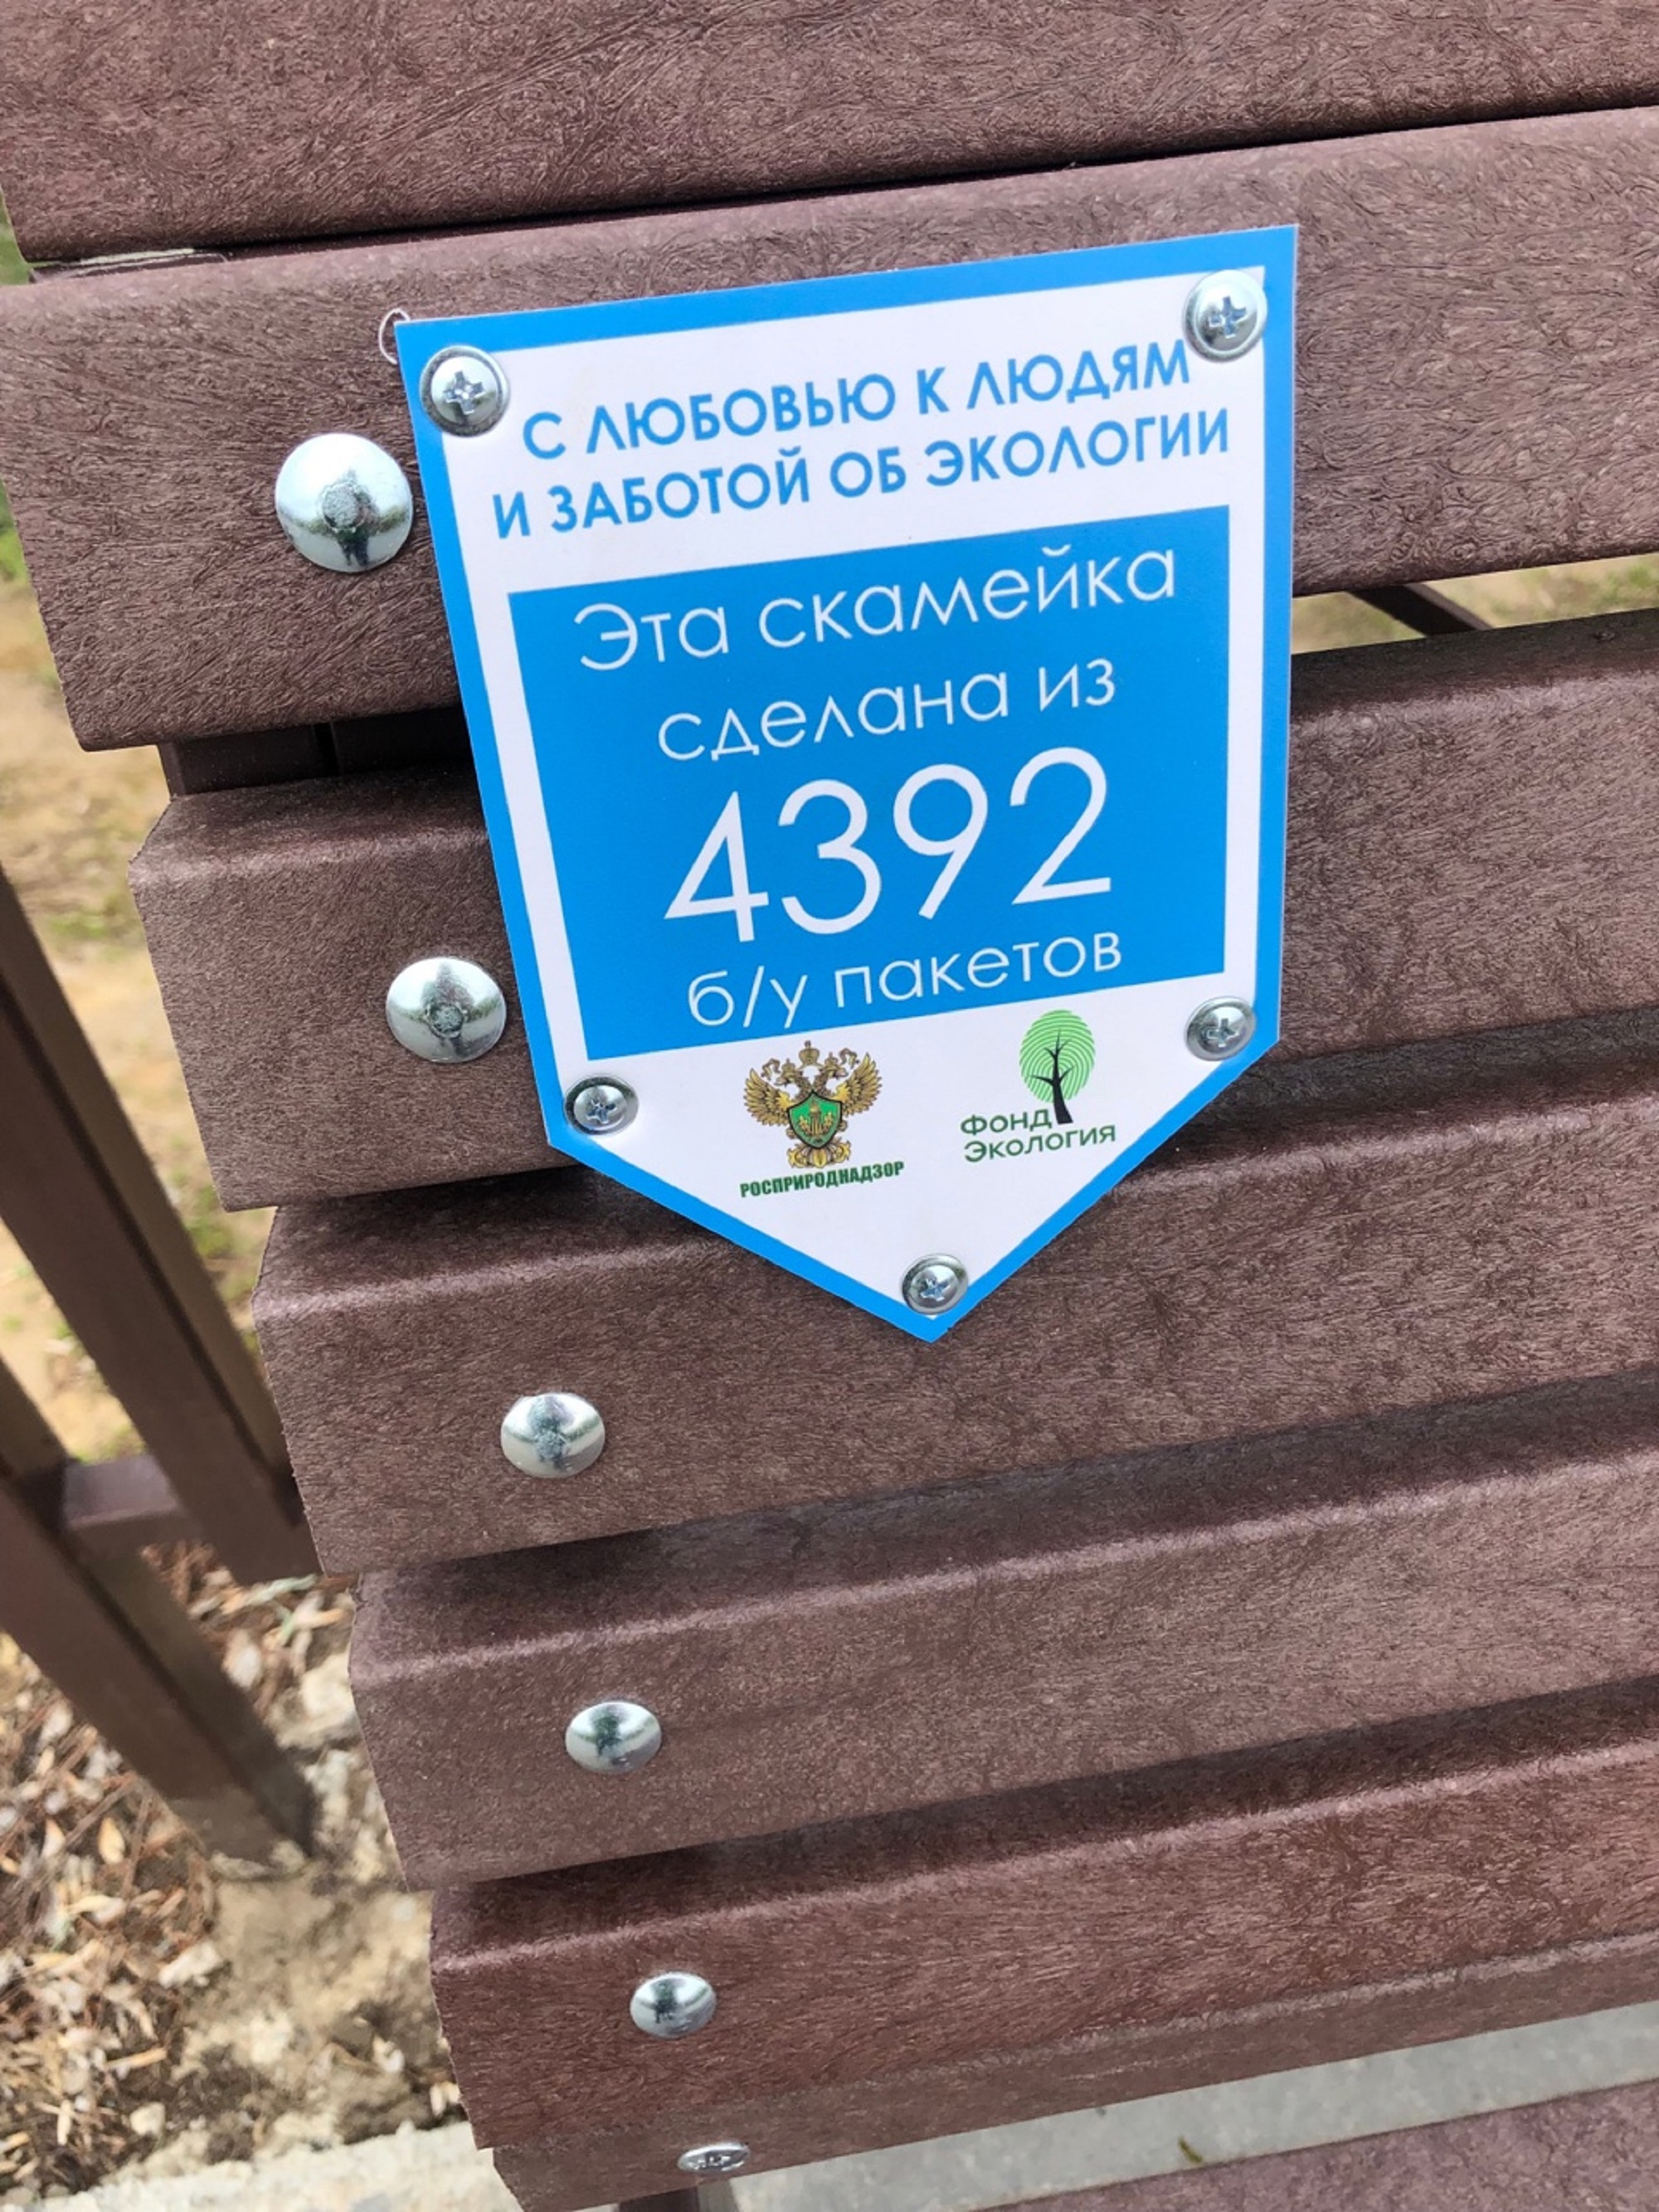 С ЛЮБОВЬЮ К ЛЮДЯМ
И ЗАБОТОЙ ОБ ЭКОЛОГИИ
Эта скамейка
сделана из
4392
б/у пакетов
РОСПРИРОДНАДЗОР
Фонд
Экология